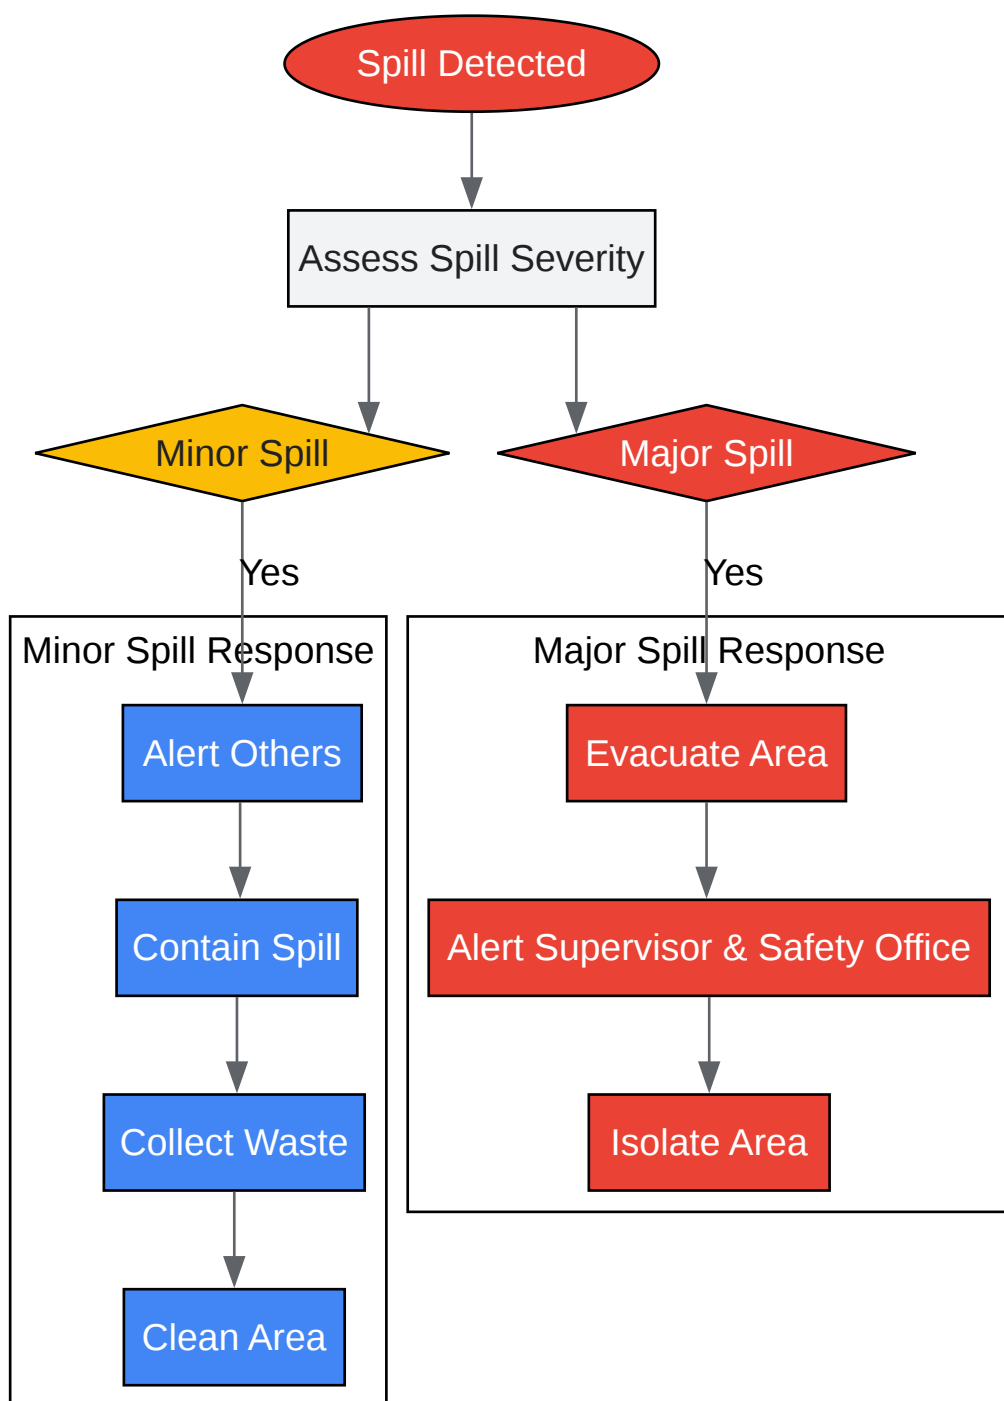 Spill Detected
Assess Spill Severity
Minor Spill
Major Spill
Yes
Yes
Minor Spill Response
Major Spill Response
Alert Others
Evacuate Area
Contain Spill
Alert Supervisor & Safety Office
Collect Waste
Isolate Area
Clean Area